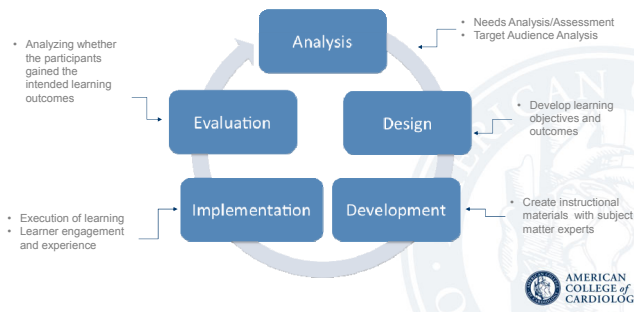 Analysis
• Needs Analysis/Assessment
• Target Audience Analysis
• Analyzing whether
the participants
gained the
intended learning
outcomes
Evaluation
Design
• Develop learning
objectives and
outcomes
Implementation
Development
• Execution of learning
• Learner engagement
and experience
• Create instructional
materials with subject
matter experts
AMERICAN
COLLEGE of
CARDIOLOG